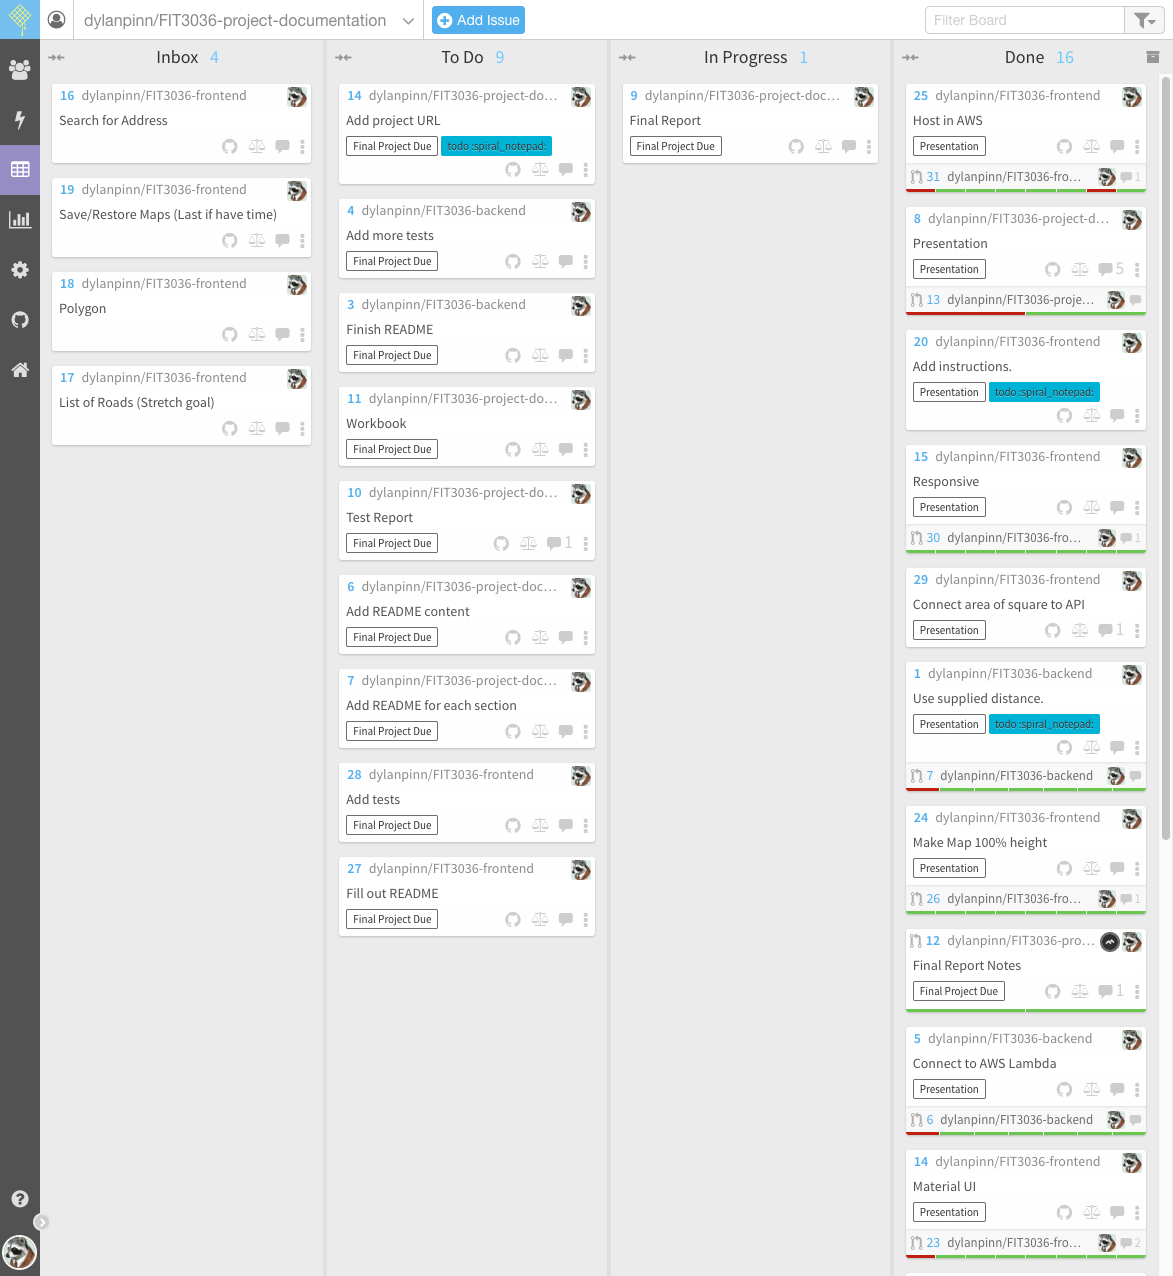 dylanpinn/FIT3036-project-documentation
Add Issue
Filter Board
Inbox 4
16 dylanpinn/FIT3036-frontend
Search for Address
19 dylanpinn/FIT3036-frontend
Save/Restore Maps (Last if have time)
18 dylanpinn/FIT3036-frontend
Polygon
17 dylanpinn/FIT3036-frontend
List of Roads (Stretch goal)
To Do 9
14 dylanpinn/FIT3036-project-do...
Add project URL
Final Project Due todo :spiral_notepad:
4 dylanpinn/FIT3036-backend
Add more tests
Final Project Due
3 dylanpinn/FIT3036-backend
Finish README
Final Project Due
11 dylanpinn/FIT3036-project-do...
Workbook
Final Project Due
10 dylanpinn/FIT3036-project-do...
Test Report
Final Project Due 1
6 dylanpinn/FIT3036-project-doc...
Add README content
Final Project Due
7 dylanpinn/FIT3036-project-doc...
Add README for each section
Final Project Due
28 dylanpinn/FIT3036-frontend
Add tests
Final Project Due
27 dylanpinn/FIT3036-frontend
Fill out README
Final Project Due
In Progress 1
9 dylanpinn/FIT3036-project-doc...
Final Report
Final Project Due
Done 16
25 dylanpinn/FIT3036-frontend
Host in AWS
Presentation
31 dylanpinn/FIT3036-fro... 1
8 dylanpinn/FIT3036-project-d...
Presentation
Presentation 5
13 dylanpinn/FIT3036-proje...
20 dylanpinn/FIT3036-frontend
Add instructions.
Presentation todo :spiral_notepad:
15 dylanpinn/FIT3036-frontend
Responsive
Presentation
30 dylanpinn/FIT3036-fro... 1
29 dylanpinn/FIT3036-frontend
Connect area of square to API
Presentation 1
1 dylanpinn/FIT3036-backend
Use supplied distance.
Presentation todo :spiral_notepad:
7 dylanpinn/FIT3036-backend
24 dylanpinn/FIT3036-frontend
Make Map 100% height
Presentation
26 dylanpinn/FIT3036-fro... 1
12 dylanpinn/FIT3036-pro...
Final Report Notes
Final Project Due 1
5 dylanpinn/FIT3036-backend
Connect to AWS Lambda
Presentation
6 dylanpinn/FIT3036-backend
14 dylanpinn/FIT3036-frontend
Material UI
Presentation
23 dylanpinn/FIT3036-fro... 2